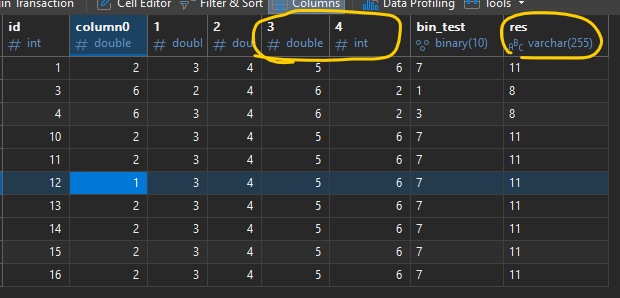 gin Transaction Cell Editor Filter & Sort Columns Data Profiling Tools
id column0 1 2 3 4 bin_test res
# int # double # doubl # doubl # double # int binary(10) ABC varchar(255)
1 2 3 4 5 6 7 11
3 6 2 4 6 2 1 8
4 6 3 4 6 2 3 8
10 2 3 4 5 6 7 11
11 2 3 4 5 6 7 11
12 1 3 4 5 6 7 11
13 2 3 4 5 6 7 11
14 2 3 4 5 6 7 11
15 2 3 4 5 6 7 11
16 2 3 4 5 6 7 11